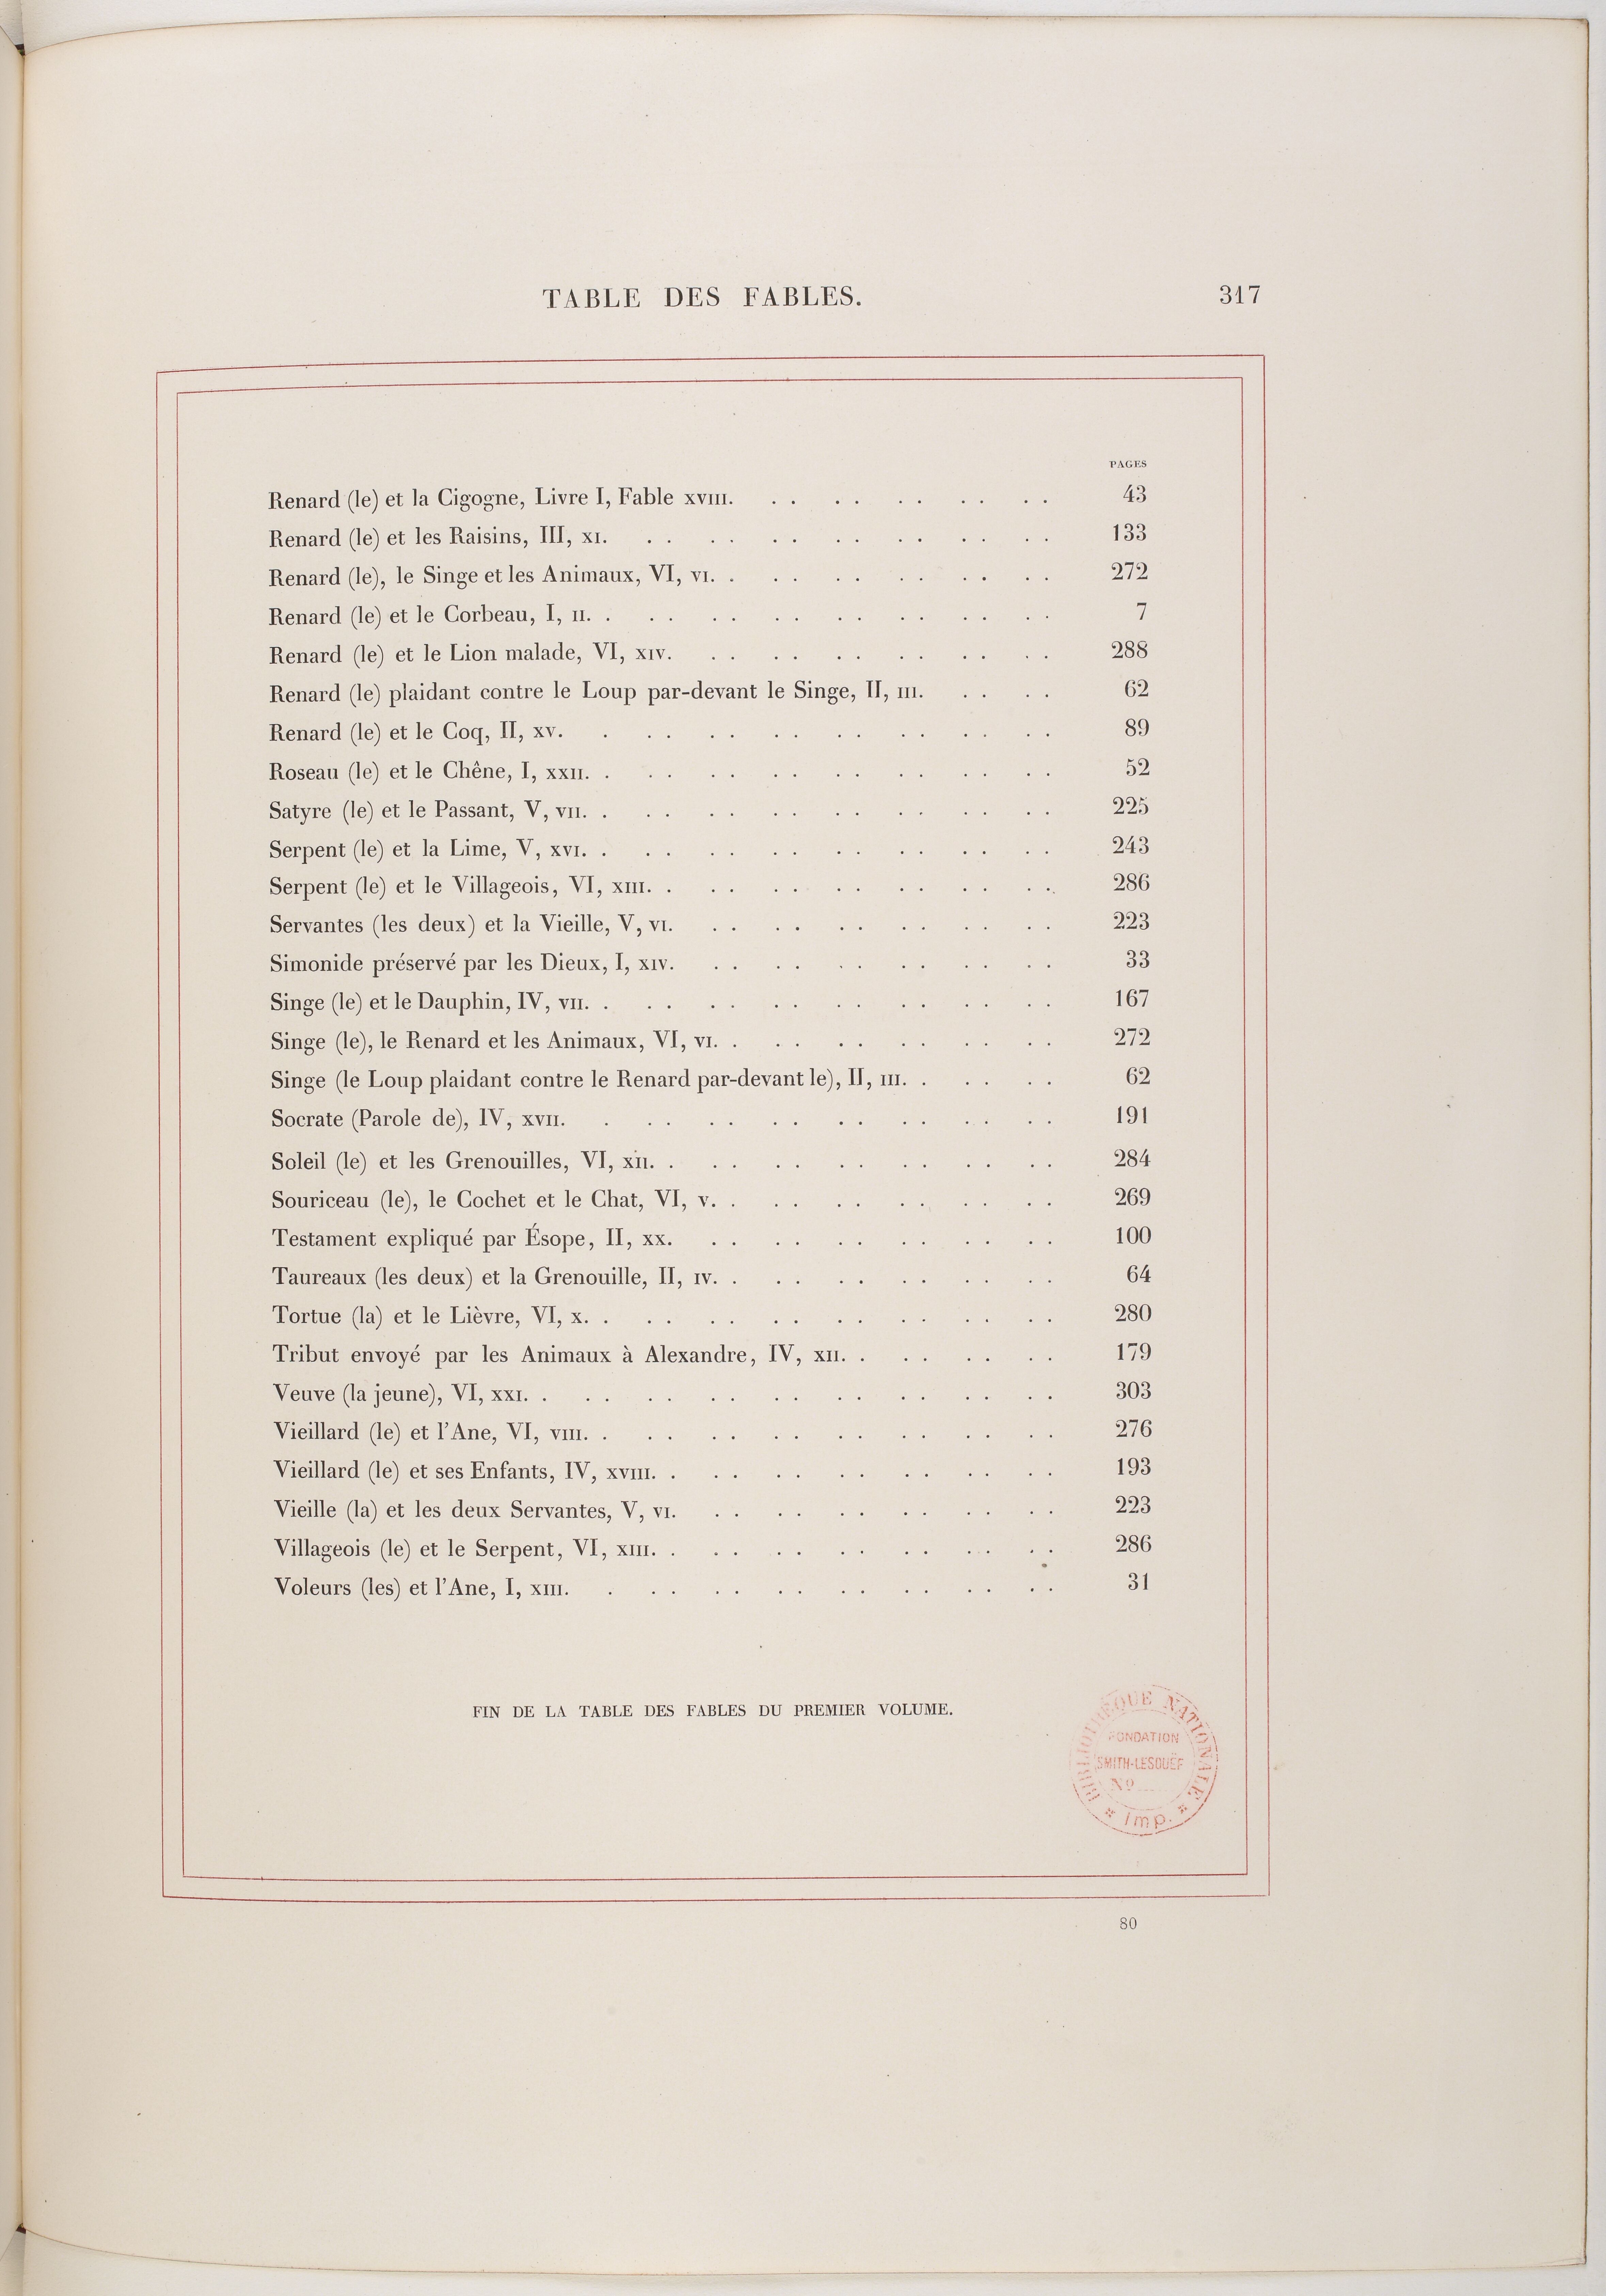 TABLE DES FABLES. 317
PAGES
Renard (le) et la Cigogne, Livre I, Fable XVIII. . . . . . . . . . . 43
Renard (le) et les Raisins, III, XI. . . . . . . . . . . . . . . 133
Renard (le), le Singe et les Animaux, VI, VI. . . . . . . . . . . . 272
Renard (le) et le Corbeau, I, II. . . . . . . . . . . . . . . . 7
Renard (le) et le Lion malade, VI, XIV. . . . . . . . . . . . . 288
Renard (le) plaidant contre le Loup par-devant le Singe, II, III. . . . . 62
Renard (le) et le Coq, II, XV. . . . . . . . . . . . . . . . 89
Roseau (le) et le Chêne, I, XXII. . . . . . . . . . . . . . . . 52
Satyre (le) et le Passant, V, VII. . . . . . . . . . . . . . . . 225
Serpent (le) et la Lime, V, XVI. . . . . . . . . . . . . . . . 243
Serpent (le) et le Villageois, VI, XIII. . . . . . . . . . . . . . 286
Servantes (les deux) et la Vieille, V, VI. . . . . . . . . . . . . 223
Simonide préservé par les Dieux, I, XIV. . . . . . . . . . . . . 33
Singe (le) et le Dauphin, IV, VII. . . . . . . . . . . . . . . . 167
Singe (le), le Renard et les Animaux, VI, VI. . . . . . . . . . . . 272
Singe (le Loup plaidant contre le Renard par-devant le), II, III. . . . . . 62
Socrate (Parole de), IV, XVII. . . . . . . . . . . . . . . . 191
Soleil (le) et les Grenouilles, VI, XII. . . . . . . . . . . . . . 284
Souriceau (le), le Cochet et le Chat, VI, V. . . . . . . . . . . . 269
Testament expliqué par Ésope, II, XX. . . . . . . . . . . . . 100
Taureaux (les deux) et la Grenouille, II, IV. . . . . . . . . . . . 64
Tortue (la) et le Lièvre, VI, X. . . . . . . . . . . . . . . . 280
Tribut envoyé par les Animaux à Alexandre, IV, XII. . . . . . . . 179
Veuve (la jeune), VI, XXI. . . . . . . . . . . . . . . . . . 303
Vieillard (le) et l'Ane, VI, VIII. . . . . . . . . . . . . . . . 276
Vieillard (le) et ses Enfants, IV, XVIII. . . . . . . . . . . . . . 193
Vieille (la) et les deux Servantes, V, VI. . . . . . . . . . . . . 223
Villageois (le) et le Serpent, VI, XIII. . . . . . . . . . . . . . 286
Voleurs (les) et l'Ane, I, XIII. . . . . . . . . . . . . . . . 31
FIN DE LA TABLE DES FABLES DU PREMIER VOLUME.
BIBLIOTHÈQUE NATIONALE
FONDATION
SMITH-LESOUËF
No
* Imp. *
80